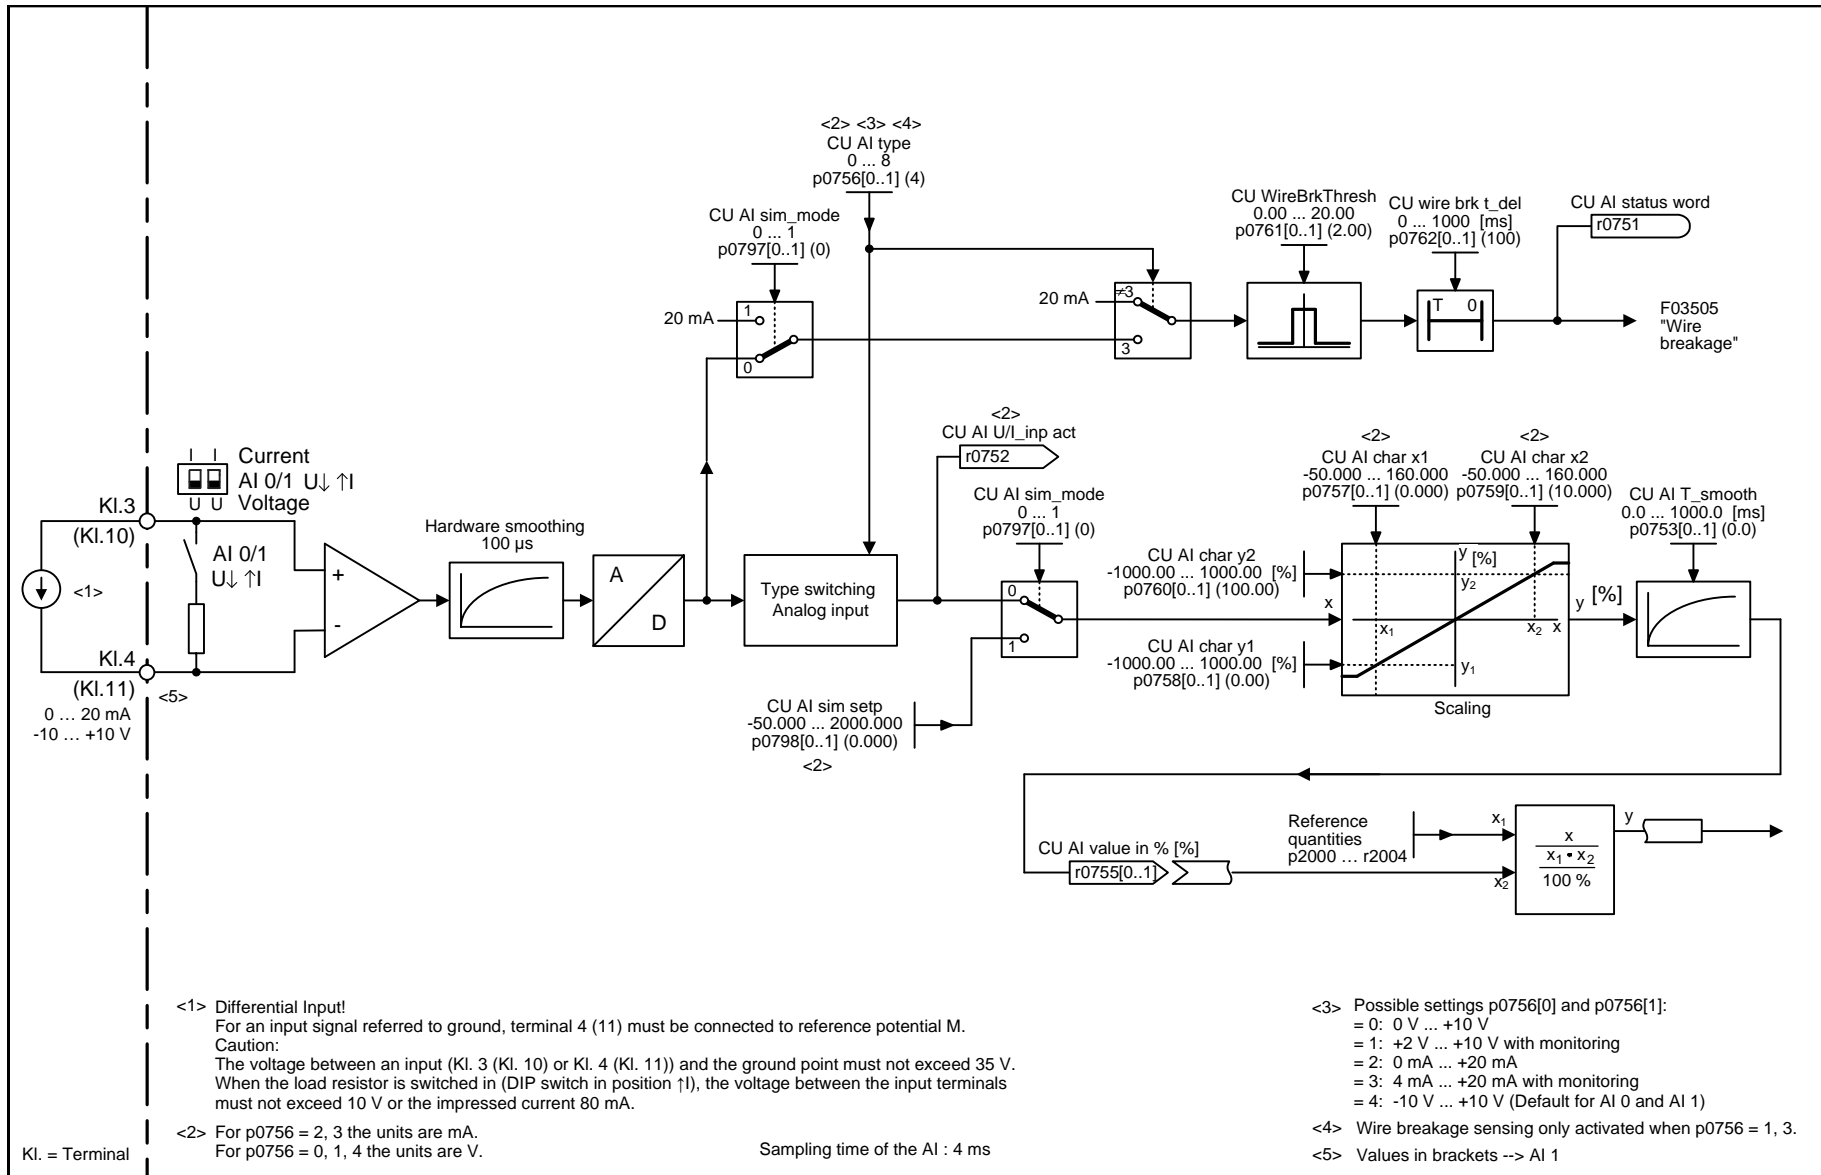 <2> <3> <4>
CU AI type
0 ... 8
p0756[0..1] (4)
CU AI sim_mode
0 ... 1
p0797[0..1] (0)
20 mA
1
0
20 mA
≠3
3
CU WireBrkThresh
0.00 ... 20.00
p0761[0..1] (2.00)
CU wire brk t_del
0 ... 1000 [ms]
p0762[0..1] (100)
T 0
CU AI status word
r0751
F03505
"Wire
breakage"
I I
Current
AI 0/1 U↓ ↑I
U U
Voltage
Kl.3
(Kl.10)
AI 0/1
U↓ ↑I
<1>
Kl.4
(Kl.11)
<5>
0 ... 20 mA
-10 ... +10 V
+
-
Hardware smoothing
100 µs
A
D
Type switching
Analog input
<2>
CU AI U/I_inp act
r0752
CU AI sim_mode
0 ... 1
p0797[0..1] (0)
0
1
CU AI sim setp
-50.000 ... 2000.000
p0798[0..1] (0.000)
<2>
CU AI char y2
-1000.00 ... 1000.00 [%]
p0760[0..1] (100.00)
x
CU AI char y1
-1000.00 ... 1000.00 [%]
p0758[0..1] (0.00)
<2>
CU AI char x1
-50.000 ... 160.000
p0757[0..1] (0.000)
<2>
CU AI char x2
-50.000 ... 160.000
p0759[0..1] (10.000)
y [%]
y2
x1
x2 x
y1
Scaling
y [%]
CU AI T_smooth
0.0 ... 1000.0 [ms]
p0753[0..1] (0.0)
CU AI value in % [%]
r0755[0..1]
Reference
quantities
p2000 ... r2004
x1
x2
x
x1 • x2
100 %
y
<1> Differential Input!
For an input signal referred to ground, terminal 4 (11) must be connected to reference potential M.
Caution:
The voltage between an input (Kl. 3 (Kl. 10) or Kl. 4 (Kl. 11)) and the ground point must not exceed 35 V.
When the load resistor is switched in (DIP switch in position ↑I), the voltage between the input terminals
must not exceed 10 V or the impressed current 80 mA.
<2> For p0756 = 2, 3 the units are mA.
For p0756 = 0, 1, 4 the units are V.
Sampling time of the AI : 4 ms
Kl. = Terminal
<3> Possible settings p0756[0] and p0756[1]:
= 0: 0 V ... +10 V
= 1: +2 V ... +10 V with monitoring
= 2: 0 mA ... +20 mA
= 3: 4 mA ... +20 mA with monitoring
= 4: -10 V ... +10 V (Default for AI 0 and AI 1)
<4> Wire breakage sensing only activated when p0756 = 1, 3.
<5> Values in brackets --> AI 1